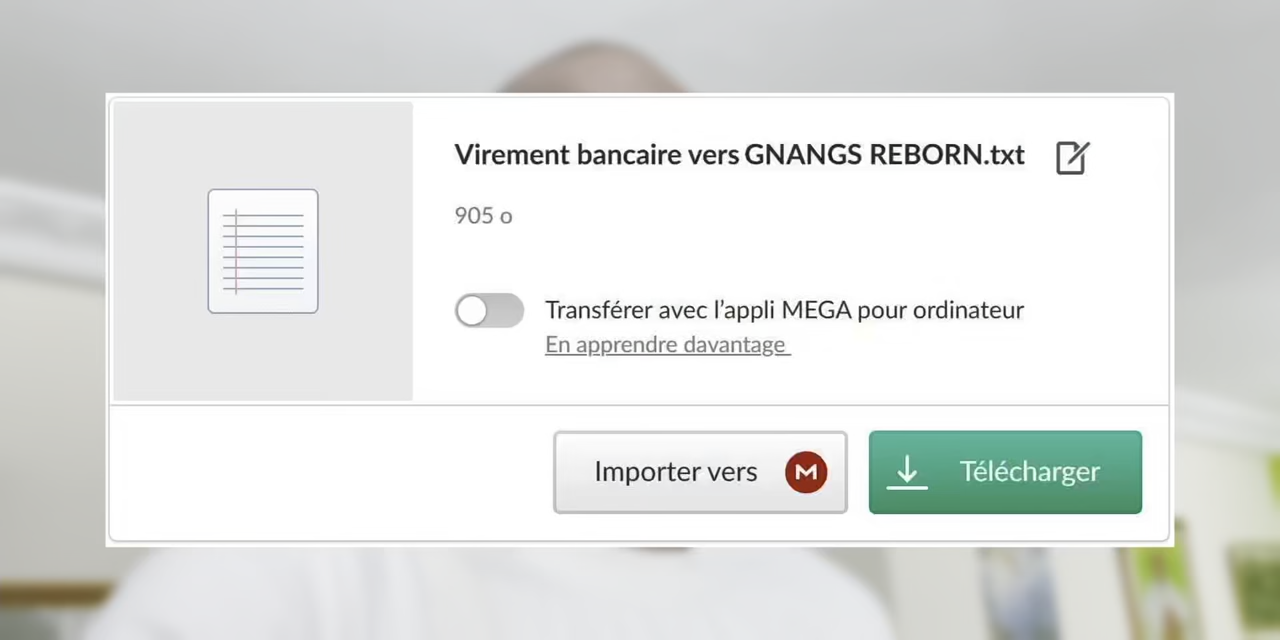 Virement bancaire vers GNANGS REBORN.txt
905 o
Transférer avec l’appli MEGA pour ordinateur
En apprendre davantage
Importer vers M
Télécharger